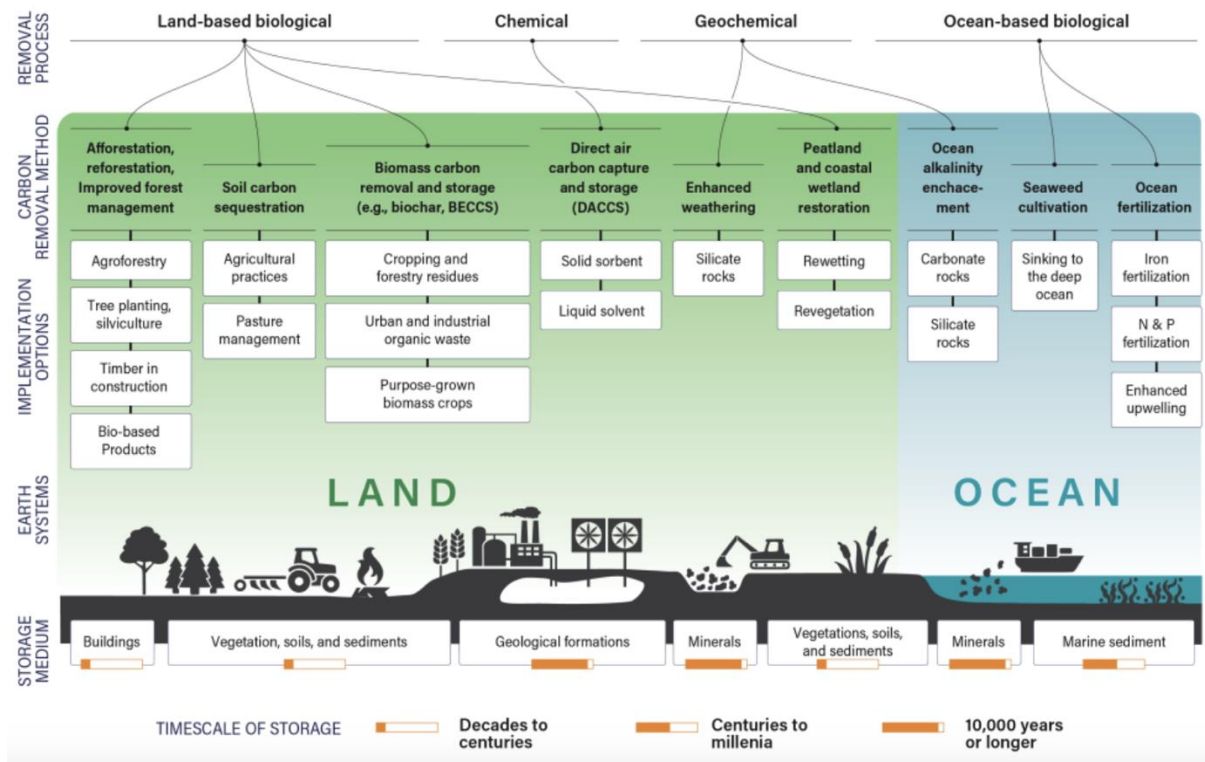 REMOVAL
PROCESS
Land-based biological
Chemical
Geochemical
Ocean-based biological
CARBON
REMOVAL METHOD
Afforestation,
reforestation,
Improved forest
management
Soil carbon
sequestration
Biomass carbon
removal and storage
(e.g., biochar, BECCS)
Direct air
carbon capture
and storage
(DACCS)
Enhanced
weathering
Peatland
and coastal
wetland
restoration
Ocean
alkalinity
enchace-
ment
Seaweed
cultivation
Ocean
fertilization
IMPLEMENTATION
OPTIONS
Agroforestry
Tree planting,
silviculture
Timber in
construction
Bio-based
Products
Agricultural
practices
Pasture
management
Cropping and
forestry residues
Urban and industrial
organic waste
Purpose-grown
biomass crops
Solid sorbent
Liquid solvent
Silicate
rocks
Rewetting
Revegetation
Carbonate
rocks
Silicate
rocks
Sinking to
the deep
ocean
Iron
fertilization
N & P
fertilization
Enhanced
upwelling
EARTH
SYSTEMS
LAND
OCEAN
STORAGE
MEDIUM
Buildings
Vegetation, soils, and sediments
Geological formations
Minerals
Vegetations, soils,
and sediments
Minerals
Marine sediment
TIMESCALE OF STORAGE
Decades to
centuries
Centuries to
millenia
10,000 years
or longer